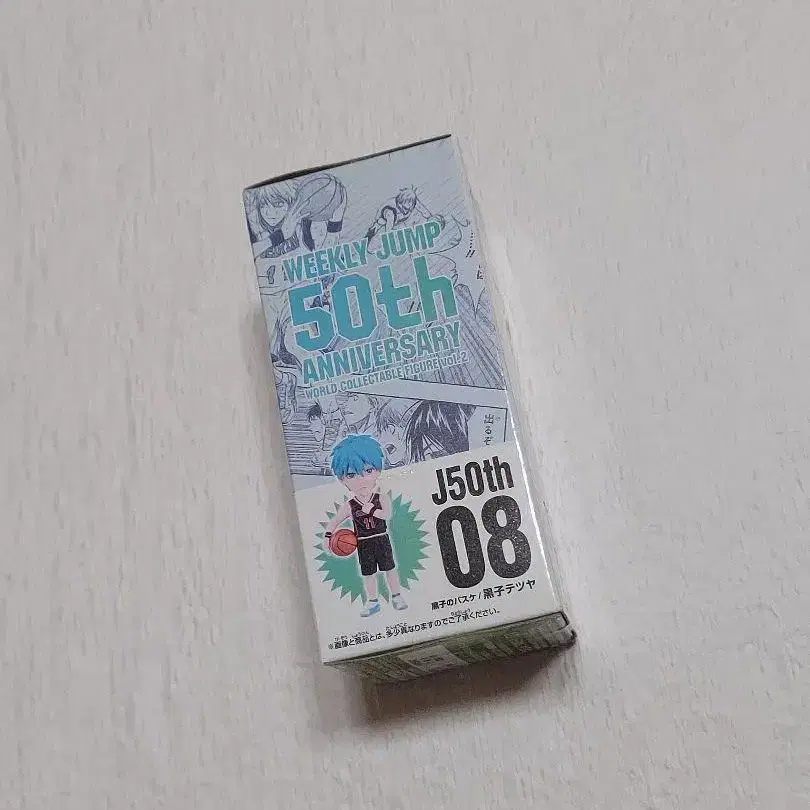 WEEKLY JUMP
50th
ANNIVERSARY
WORLD COLLECTABLE FIGURE vol.2
出るぞ
J50th
08
11
黒子のバスケ/黒子テツヤ
※画像と商品とは、多少異なりますのでご了承ください。